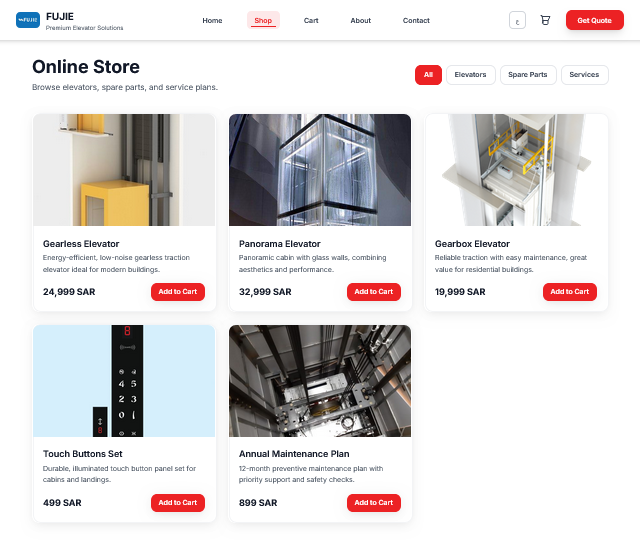 FUJIE
FUJIE
Premium Elevator Solutions
Home
Shop
Cart
About
Contact
ع
Get Quote
Online Store
Browse elevators, spare parts, and service plans.
All
Elevators
Spare Parts
Services
Gearless Elevator
Energy-efficient, low-noise gearless traction
elevator ideal for modern buildings.
24,999 SAR
Add to Cart
Panorama Elevator
Panoramic cabin with glass walls, combining
aesthetics and performance.
32,999 SAR
Add to Cart
Gearbox Elevator
Reliable traction with easy maintenance, great
value for residential buildings.
19,999 SAR
Add to Cart
8
4 5
2 3
0 1
8
Touch Buttons Set
Durable, illuminated touch button panel set for
cabins and landings.
499 SAR
Add to Cart
Annual Maintenance Plan
12-month preventive maintenance plan with
priority support and safety checks.
899 SAR
Add to Cart